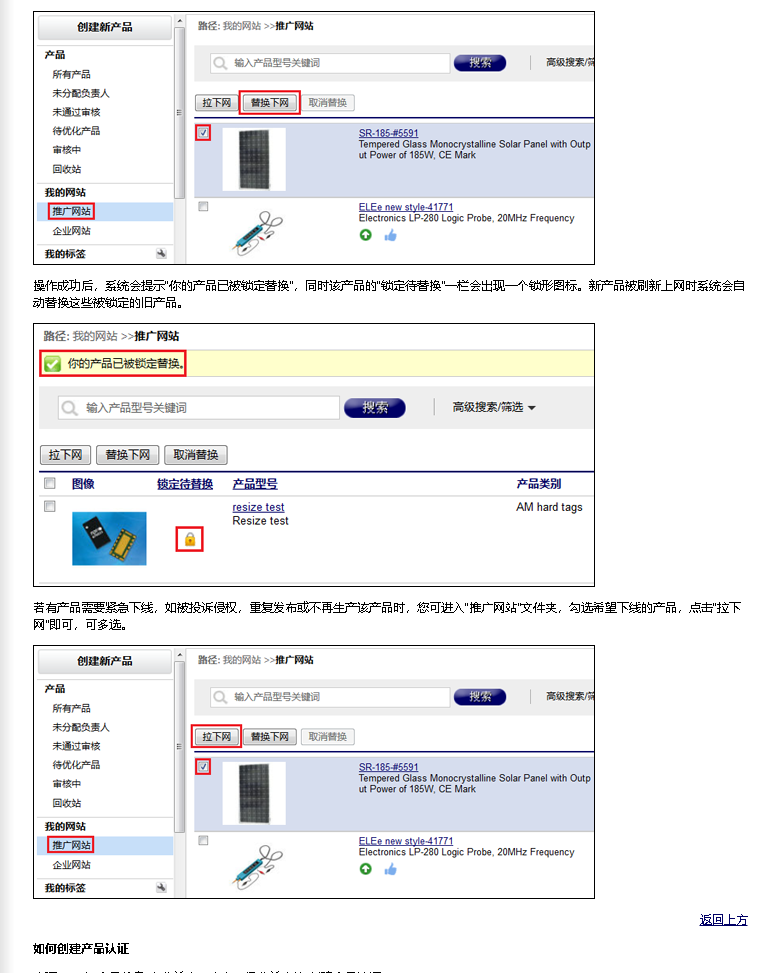 创建新产品
产品
所有产品
未分配负责人
未通过审核
待优化产品
审核中
回收站
我的网站
推广网站
企业网站
我的标签
路径: 我的网站 >>推广网站
输入产品型号关键词
搜索
高级搜索/筛
拉下网
替换下网
取消替换
SR-185-#5591
Tempered Glass Monocrystalline Solar Panel with Outp
ut Power of 185W, CE Mark
ELEe new style-41771
Electronics LP-280 Logic Probe, 20MHz Frequency
操作成功后，系统会提示"你的产品已被锁定替换"，同时该产品的"锁定待替换"一栏会出现一个锁形图标。新产品被刷新上网时系统会自
动替换这些被锁定的旧产品。
路径: 我的网站 >>推广网站
你的产品已被锁定替换。
输入产品型号关键词
搜索
高级搜索/筛选
拉下网
替换下网
取消替换
图像
锁定待替换
产品型号
产品类别
resize test
Resize test
AM hard tags
若有产品需要紧急下线，如被投诉侵权，重复发布或不再生产该产品时，您可进入"推广网站"文件夹，勾选希望下线的产品，点击"拉下
网"即可，可多选。
创建新产品
产品
所有产品
未分配负责人
未通过审核
待优化产品
审核中
回收站
我的网站
推广网站
企业网站
我的标签
路径: 我的网站 >>推广网站
输入产品型号关键词
搜索
高级搜索/筛
拉下网
替换下网
取消替换
SR-185-#5591
Tempered Glass Monocrystalline Solar Panel with Outp
ut Power of 185W, CE Mark
ELEe new style-41771
Electronics LP-280 Logic Probe, 20MHz Frequency
返回上方
如何创建产品认证